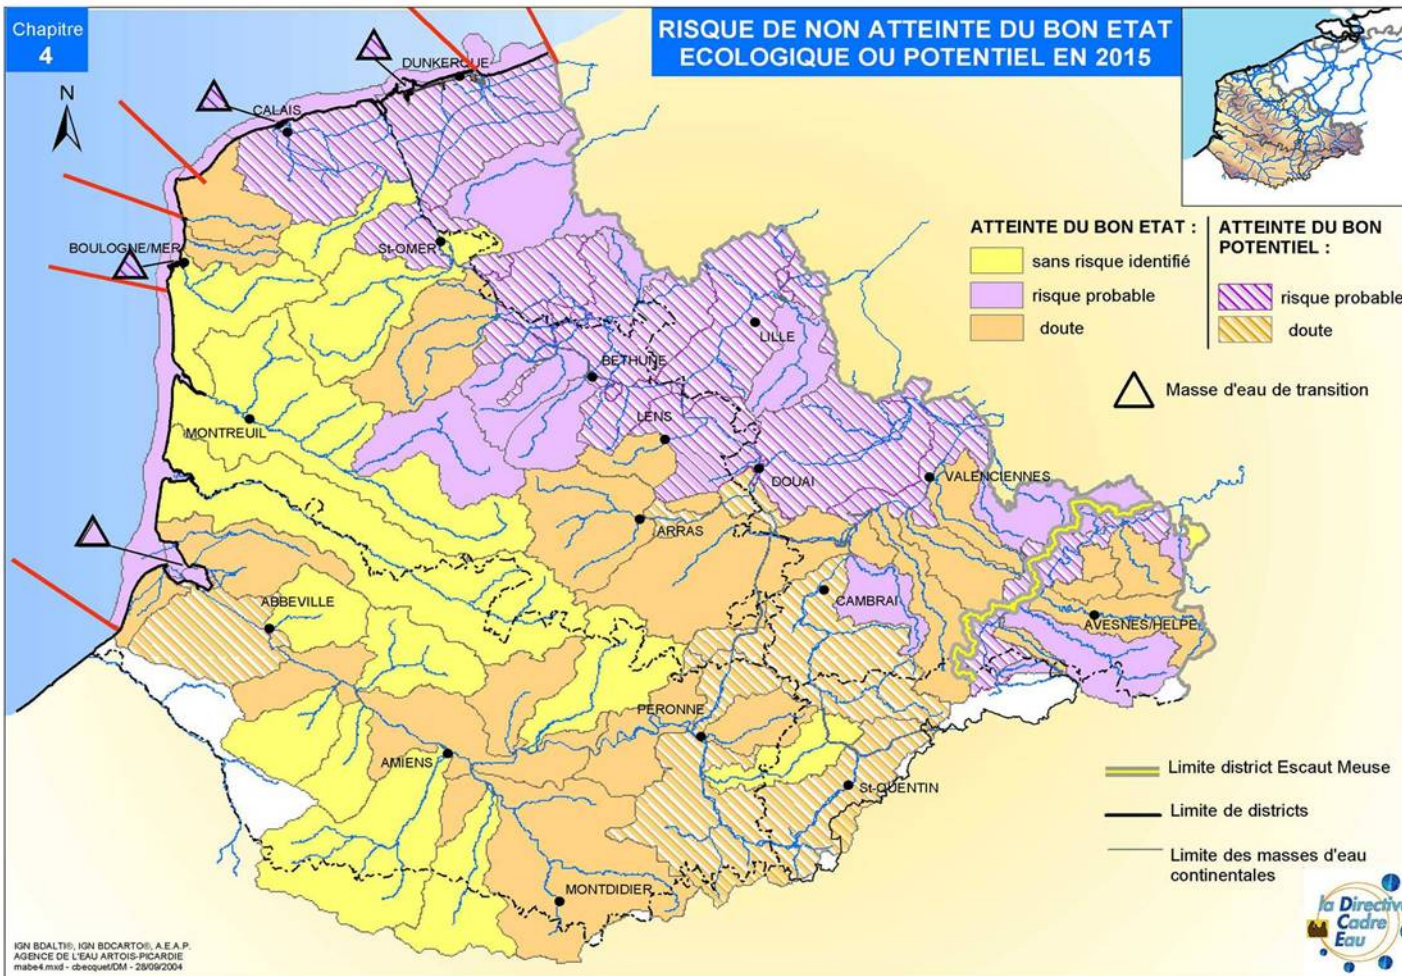 Chapitre
4
RISQUE DE NON ATTEINTE DU BON ETAT
ECOLOGIQUE OU POTENTIEL EN 2015
N
DUNKERQUE
CALAIS
BOULOGNE/MER
St-OMER
LILLE
BETHUNE
LENS
MONTREUIL
DOUAI
VALENCIENNES
ARRAS
ABBEVILLE
CAMBRAI
AVESNES/HELPE
PERONNE
AMIENS
St-QUENTIN
MONTDIDIER
ATTEINTE DU BON ETAT :
sans risque identifié
risque probable
doute
ATTEINTE DU BON
POTENTIEL :
risque probable
doute
Masse d'eau de transition
Limite district Escaut Meuse
Limite de districts
Limite des masses d'eau
continentales
la Directive
Cadre
Eau
IGN BDALTI®, IGN BDCARTO®, A.E.A.P.
AGENCE DE L'EAU ARTOIS-PICARDIE
mabe4.mxd - cbecquet/DM - 28/09/2004